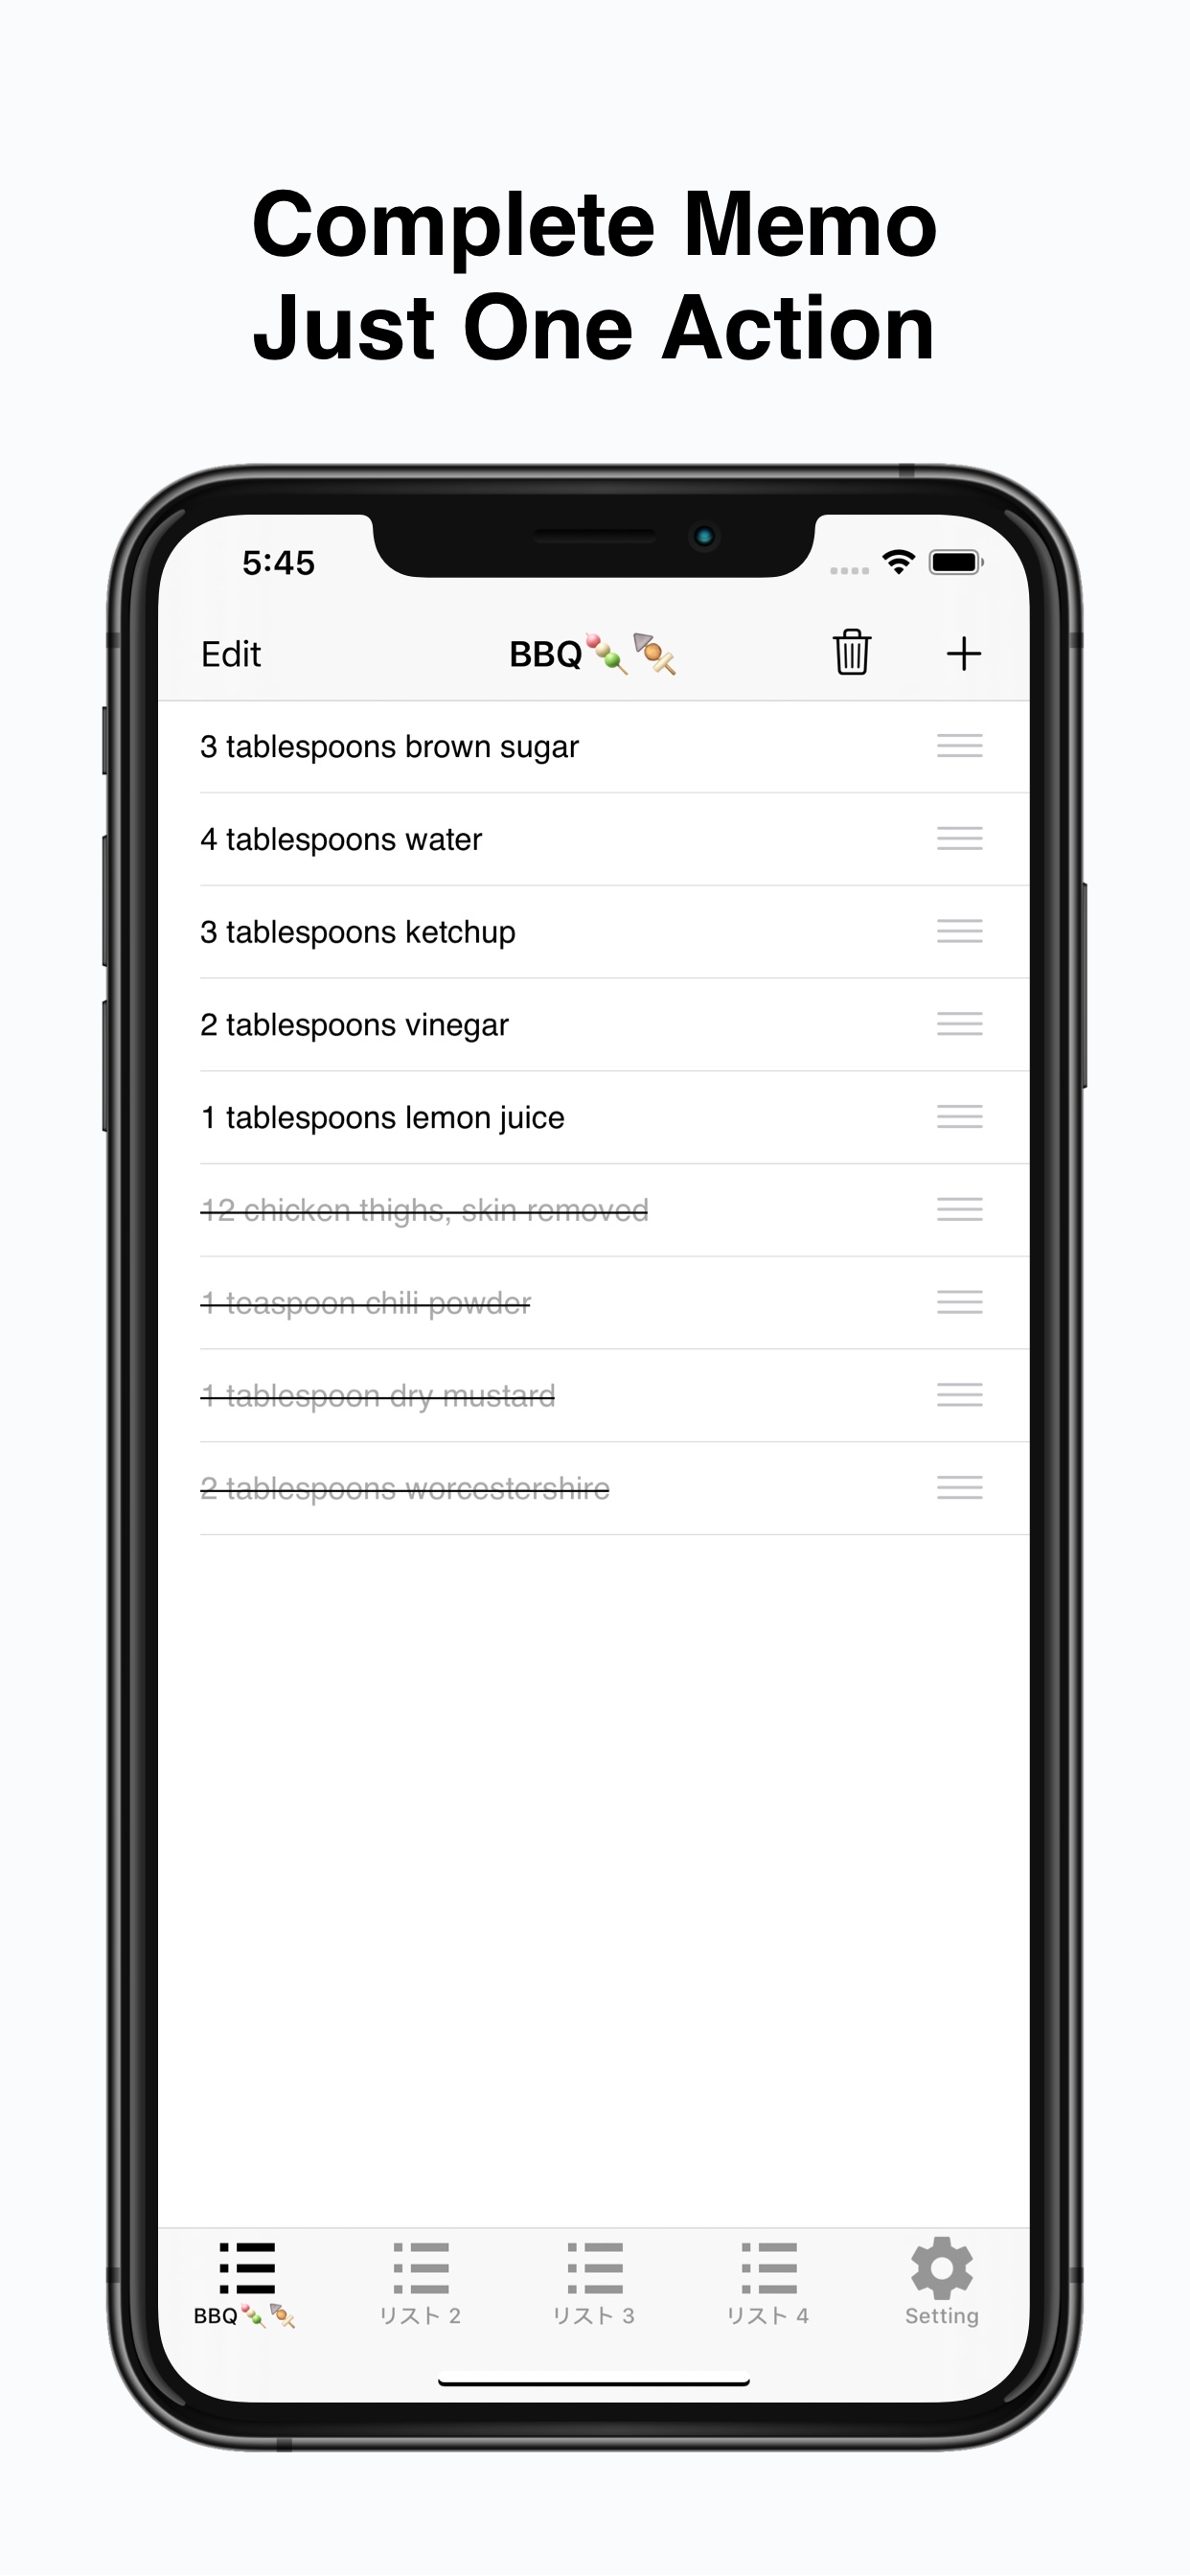 Complete Memo
Just One Action
5:45
Edit
BBQ🍡🍢
3 tablespoons brown sugar
4 tablespoons water
3 tablespoons ketchup
2 tablespoons vinegar
1 tablespoons lemon juice
12 chicken thighs, skin removed
1 teaspoon chili powder
1 tablespoon dry mustard
2 tablespoons worcestershire
BBQ🍡🍢
リスト 2
リスト 3
リスト 4
Setting